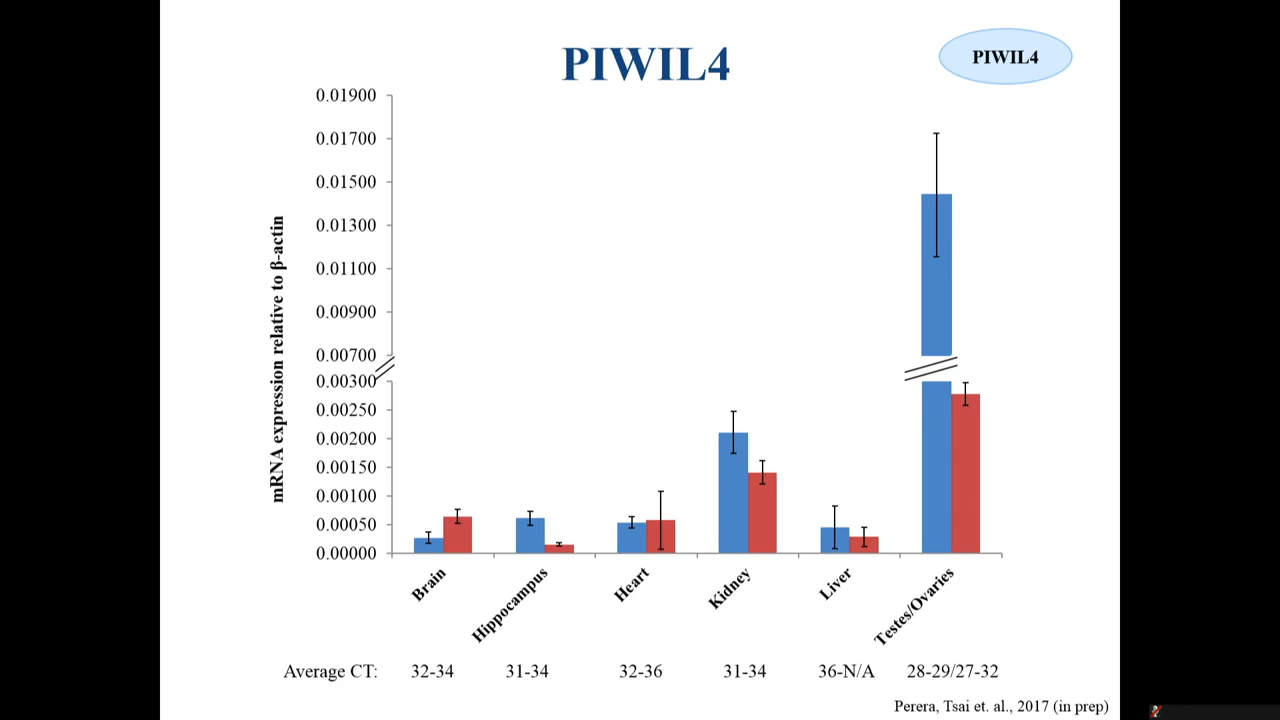 PIWIL4
PIWIL4
mRNA expression relative to β-actin
0.01900
0.01700
0.01500
0.01300
0.01100
0.00900
0.00700
0.00300
0.00250
0.00200
0.00150
0.00100
0.00050
0.00000
Brain
Hippocampus
Heart
Kidney
Liver
Testes/Ovaries
Average CT: 32-34 31-34 32-36 31-34 36-N/A 28-29/27-32
Perera, Tsai et. al., 2017 (in prep)